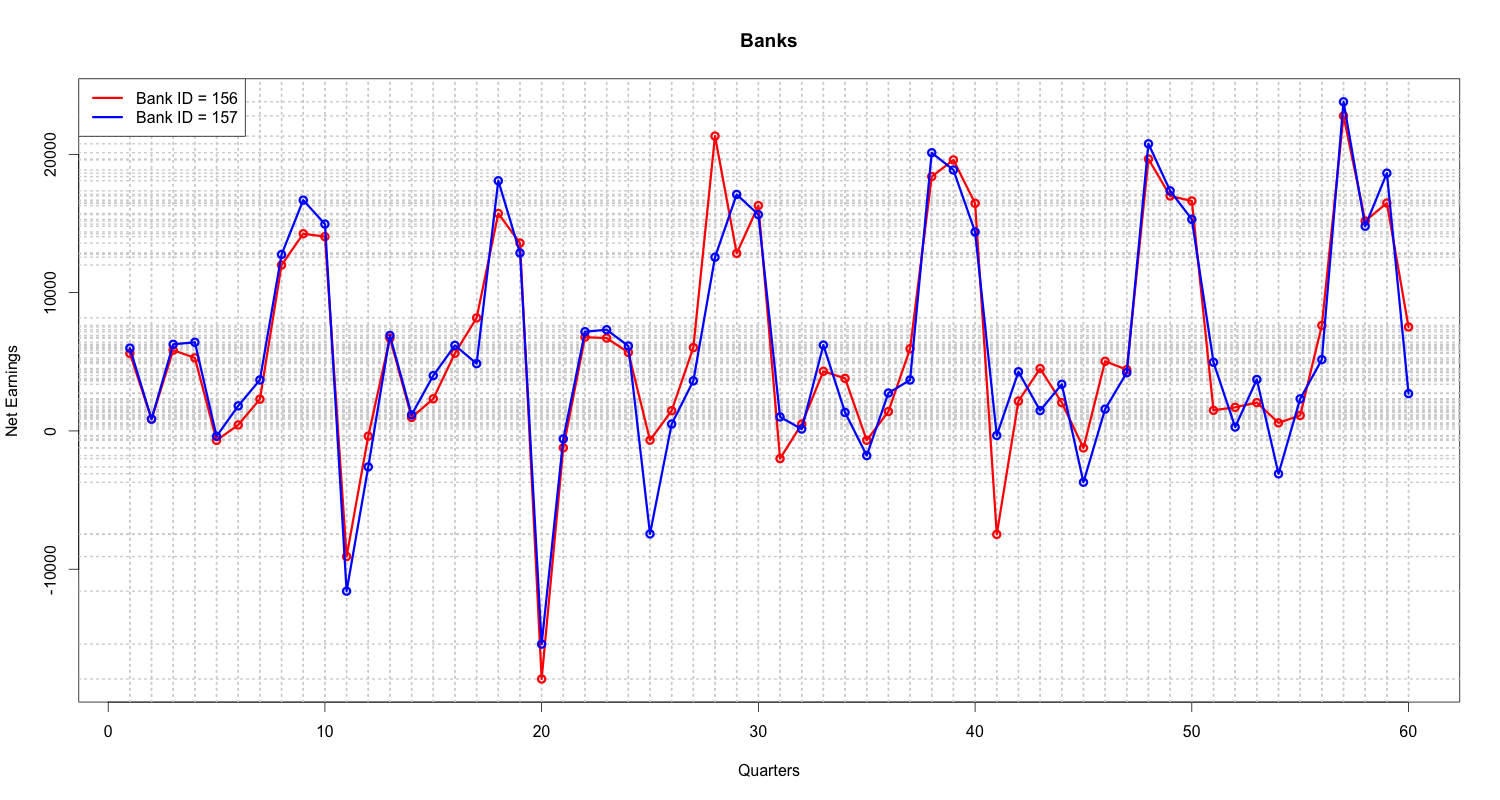 Banks
Bank ID = 156
Bank ID = 157
Net Earnings
20000
10000
0
-10000
0 10 20 30 40 50 60
Quarters